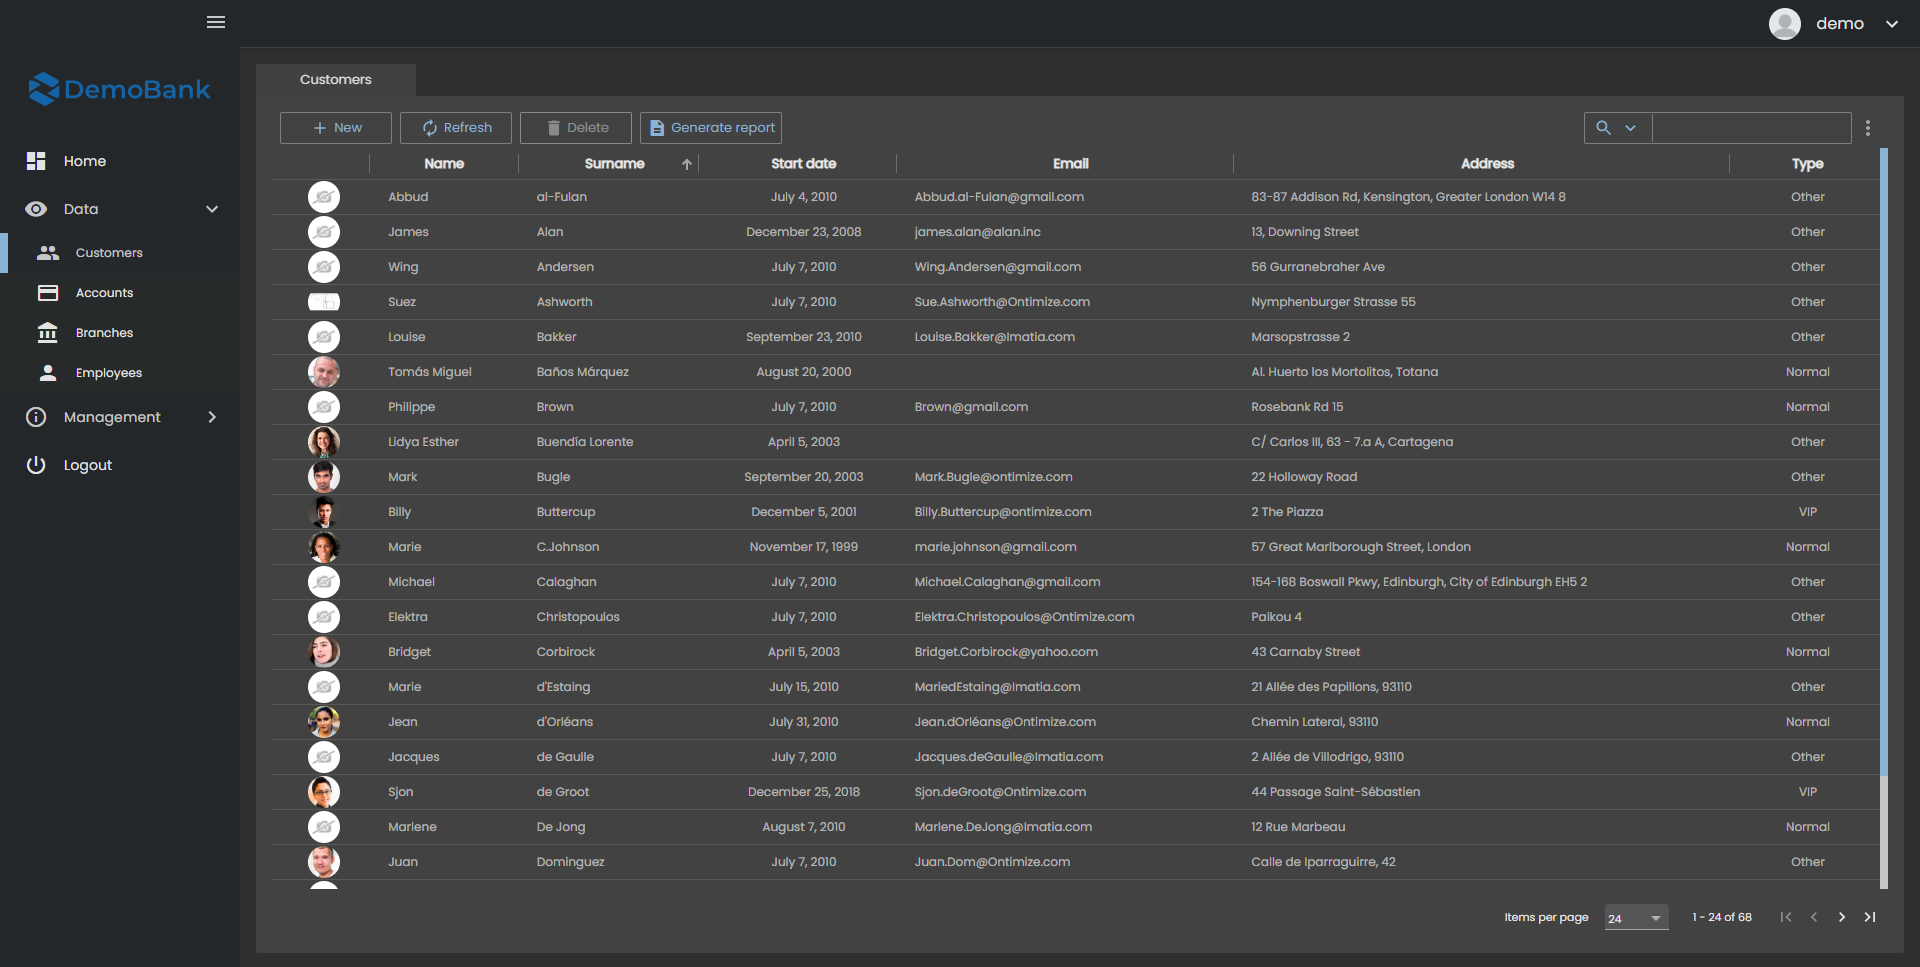 demo
DemoBank
Home
Data
Customers
Accounts
Branches
Employees
Management
Logout
Customers
New Refresh Delete Generate report
Name Surname Start date Email Address Type
Abbud al-Fulan July 4, 2010 Abbud.al-Fulan@gmail.com 83-87 Addison Rd, Kensington, Greater London W14 8 Other
James Alan December 23, 2008 james.alan@alan.inc 13, Downing Street Other
Wing Andersen July 7, 2010 Wing.Andersen@gmail.com 56 Gurranebraher Ave Other
Suez Ashworth July 7, 2010 Sue.Ashworth@Ontimize.com Nymphenburger Strasse 55 Other
Louise Bakker September 23, 2010 Louise.Bakker@Imatia.com Marsopstrasse 2 Other
Tomás Miguel Baños Márquez August 20, 2000 Al. Huerto los Mortolitos, Totana Normal
Philippe Brown July 7, 2010 Brown@gmail.com Rosebank Rd 15 Normal
Lidya Esther Buendía Lorente April 5, 2003 C/ Carlos III, 63 - 7.a A, Cartagena Other
Mark Bugle September 20, 2003 Mark.Bugle@ontimize.com 22 Holloway Road Other
Billy Buttercup December 5, 2001 Billy.Buttercup@ontimize.com 2 The Piazza VIP
Marie C.Johnson November 17, 1999 marie.johnson@gmail.com 57 Great Marlborough Street, London Normal
Michael Calaghan July 7, 2010 Michael.Calaghan@gmail.com 154-168 Boswall Pkwy, Edinburgh, City of Edinburgh EH5 2 Other
Elektra Christopoulos July 7, 2010 Elektra.Christopoulos@Ontimize.com Paikou 4 Other
Bridget Corbirock April 5, 2003 Bridget.Corbirock@yahoo.com 43 Carnaby Street Normal
Marie d'Estaing July 15, 2010 MariedEstaing@Imatia.com 21 Allée des Papillons, 93110 Other
Jean d'Orléans July 31, 2010 Jean.dOrléans@Ontimize.com Chemin Lateral, 93110 Normal
Jacques de Gaulle July 7, 2010 Jacques.deGaulle@Imatia.com 2 Allée de Villodrigo, 93110 Other
Sjon de Groot December 25, 2018 Sjon.deGroot@Ontimize.com 44 Passage Saint-Sébastien VIP
Marlene De Jong August 7, 2010 Marlene.DeJong@Imatia.com 12 Rue Marbeau Normal
Juan Dominguez July 7, 2010 Juan.Dom@Ontimize.com Calle de Iparraguirre, 42 Other
Items per page 24 1 - 24 of 68